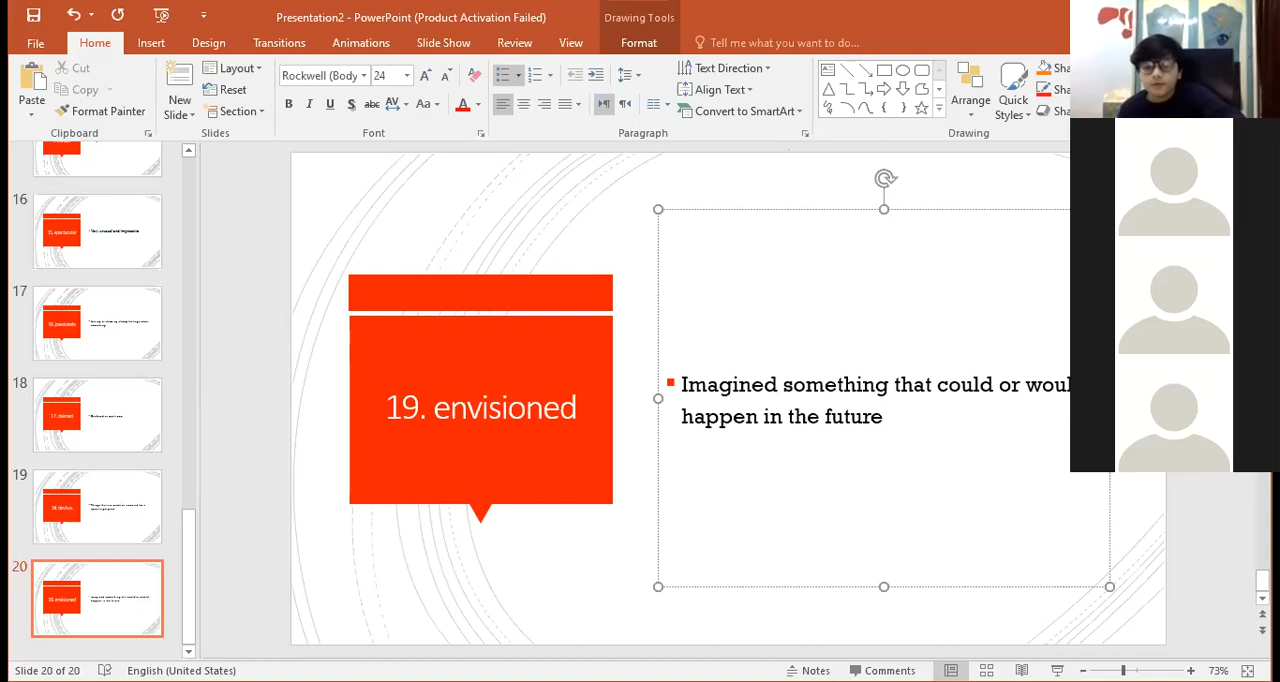 Presentation2 - PowerPoint (Product Activation Failed)
Drawing Tools
File
Home
Insert
Design
Transitions
Animations
Slide Show
Review
View
Format
Tell me what you want to do...
Paste
Cut
Copy
Format Painter
Clipboard
New
Slide
Layout
Reset
Section
Slides
Rockwell (Body
24
B I U S abc AV Aa A
Font
Paragraph
Text Direction
Align Text
Convert to SmartArt
Arrange
Quick
Styles
Sha
Sha
Sha
Drawing
16
17
18
19
20
19. envisioned
Imagined something that could or woul
happen in the future
Slide 20 of 20
English (United States)
Notes
Comments
73%